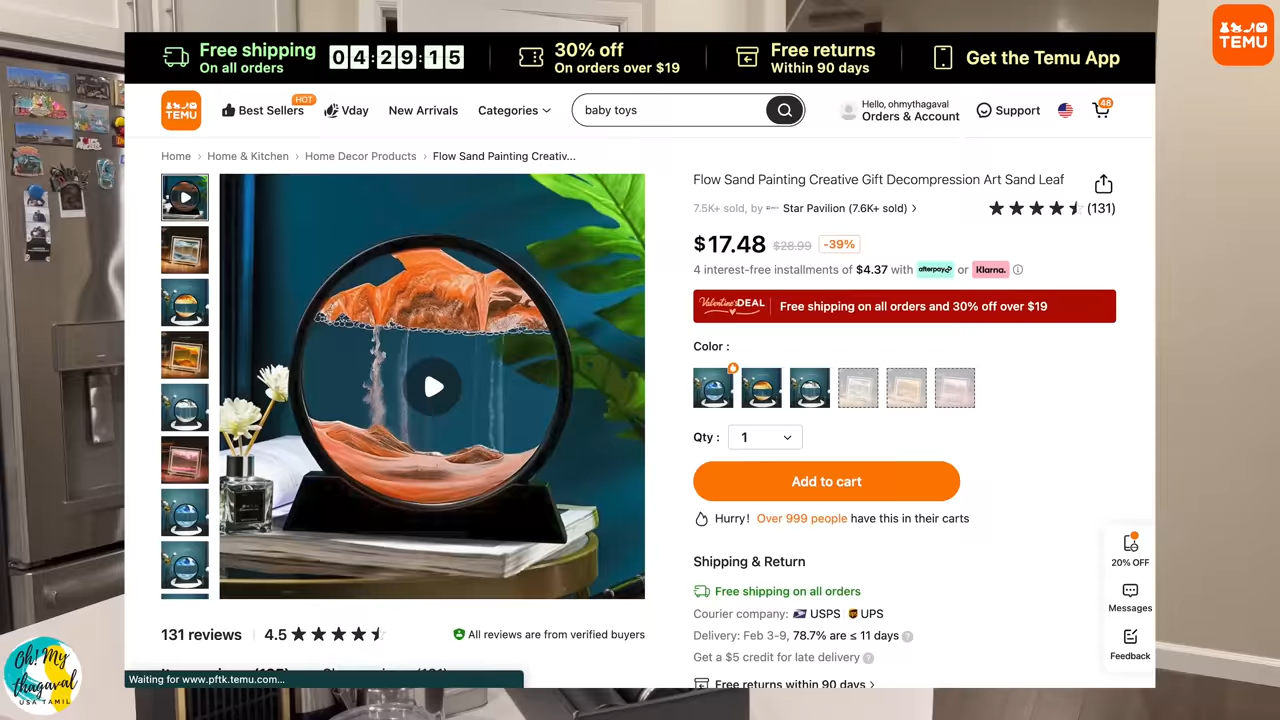 Free shipping
On all orders
04:29:15
30% off
On orders over $19
Free returns
Within 90 days
Get the Temu App
TEMU
TEMU
Best Sellers
HOT
Vday
New Arrivals
Categories
baby toys
Hello, ohmythagaval
Orders & Account
Support
48
Home › Home & Kitchen › Home Decor Products › Flow Sand Painting Creativ...
Flow Sand Painting Creative Gift Decompression Art Sand Leaf
7.5K+ sold, by Star Pavilion (7.6K+ sold) ›
(131)
$17.48 $28.99 -39%
4 interest-free installments of $4.37 with afterpay or Klarna.
Valentine's DEAL Free shipping on all orders and 30% off over $19
Color :
Qty : 1
Add to cart
Hurry! Over 999 people have this in their carts
Shipping & Return
Free shipping on all orders
Courier company: USPS UPS
Delivery: Feb 3-9, 78.7% are ≤ 11 days ?
Get a $5 credit for late delivery ?
Free returns within 90 days ›
20% OFF
Messages
Feedback
131 reviews 4.5
All reviews are from verified buyers
Waiting for www.pftk.temu.com...
Oh! My
thagaval
USA TAMIL